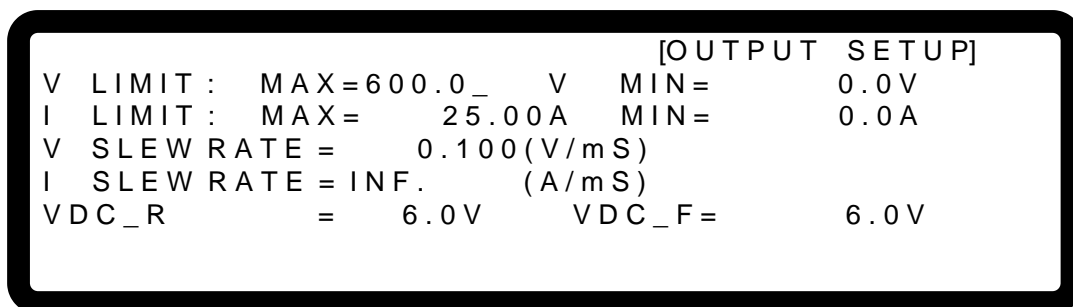 [OUTPUT SETUP]
V LIMIT: MAX=600.0_ V MIN= 0.0V
I LIMIT: MAX= 25.00A MIN= 0.0A
V SLEW RATE = 0.100(V/mS)
I SLEW RATE = INF. (A/mS)
VDC_R = 6.0V VDC_F= 6.0V